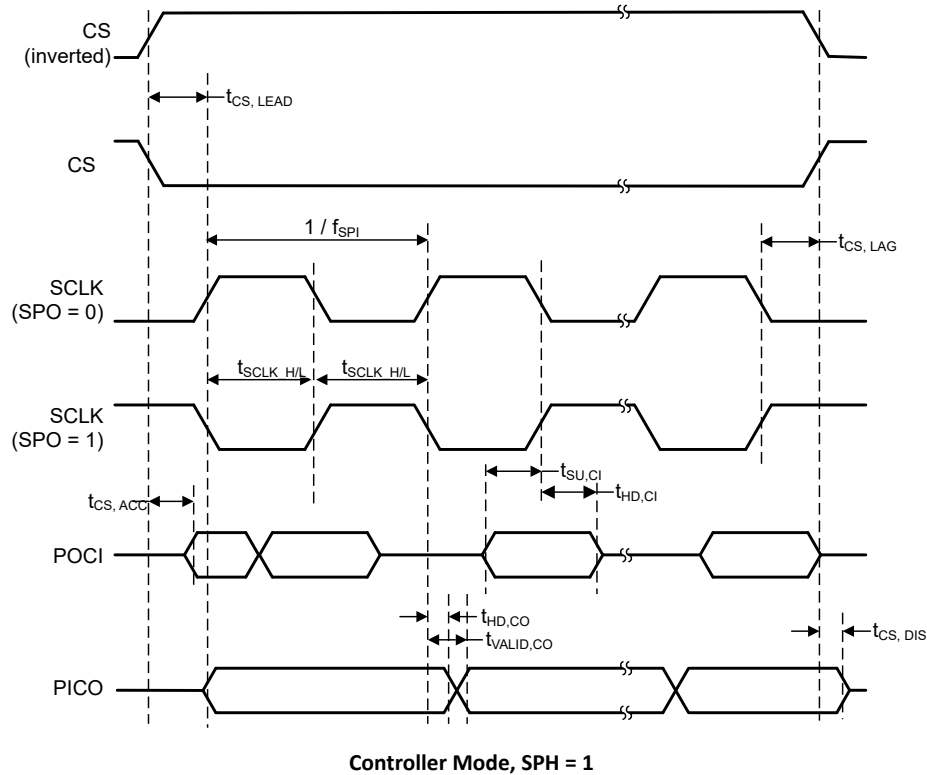 CS
(inverted)
tCS, LEAD
CS
1 / fSPI
tCS, LAG
SCLK
(SPO = 0)
tSCLK_H/L
tSCLK_H/L
SCLK
(SPO = 1)
tSU,CI
tHD,CI
tCS, ACC
POCI
tHD,CO
tVALID,CO
tCS, DIS
PICO
Controller Mode, SPH = 1